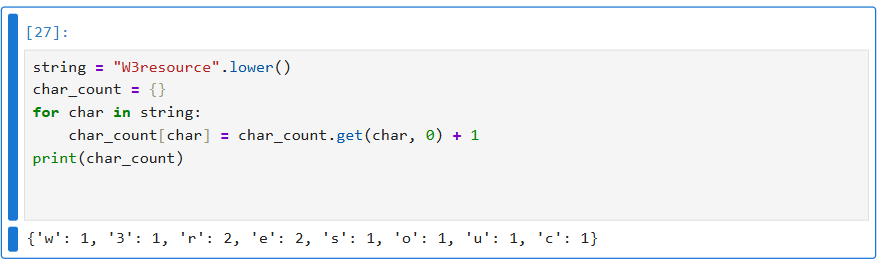 [27]:
string = "W3resource".lower()
char_count = {}
for char in string:
    char_count[char] = char_count.get(char, 0) + 1
print(char_count)
{'w': 1, '3': 1, 'r': 2, 'e': 2, 's': 1, 'o': 1, 'u': 1, 'c': 1}